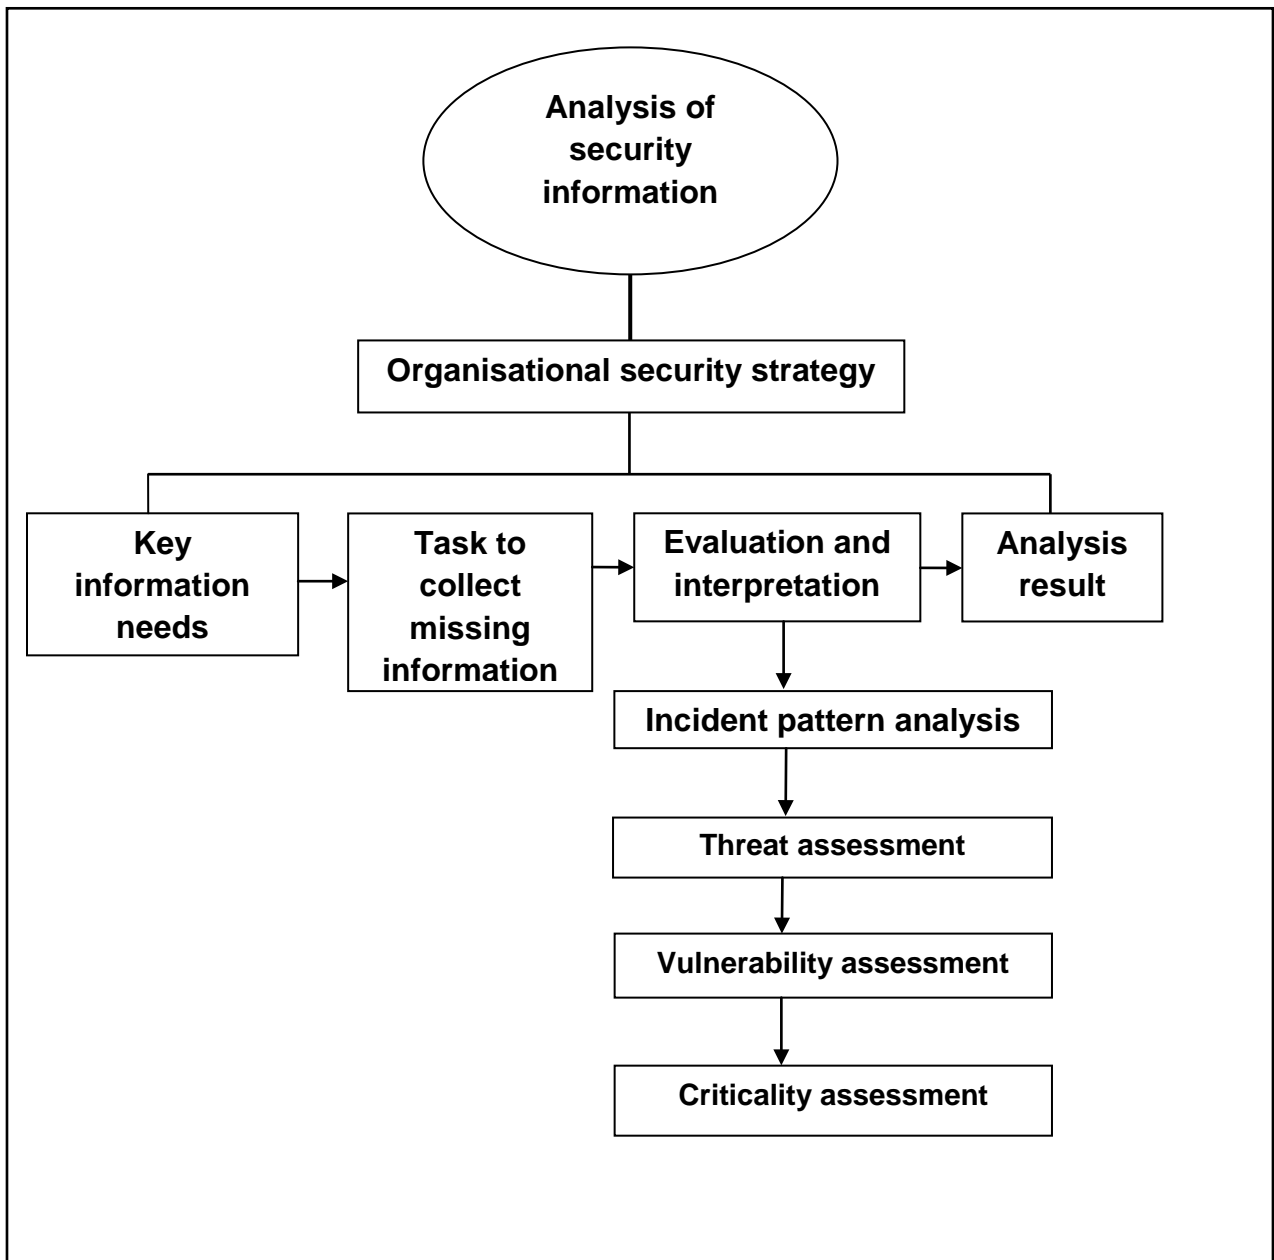 Analysis of
security
information
Organisational security strategy
Key
information
needs
Task to
collect
missing
information
Evaluation and
interpretation
Analysis
result
Incident pattern analysis
Threat assessment
Vulnerability assessment
Criticality assessment